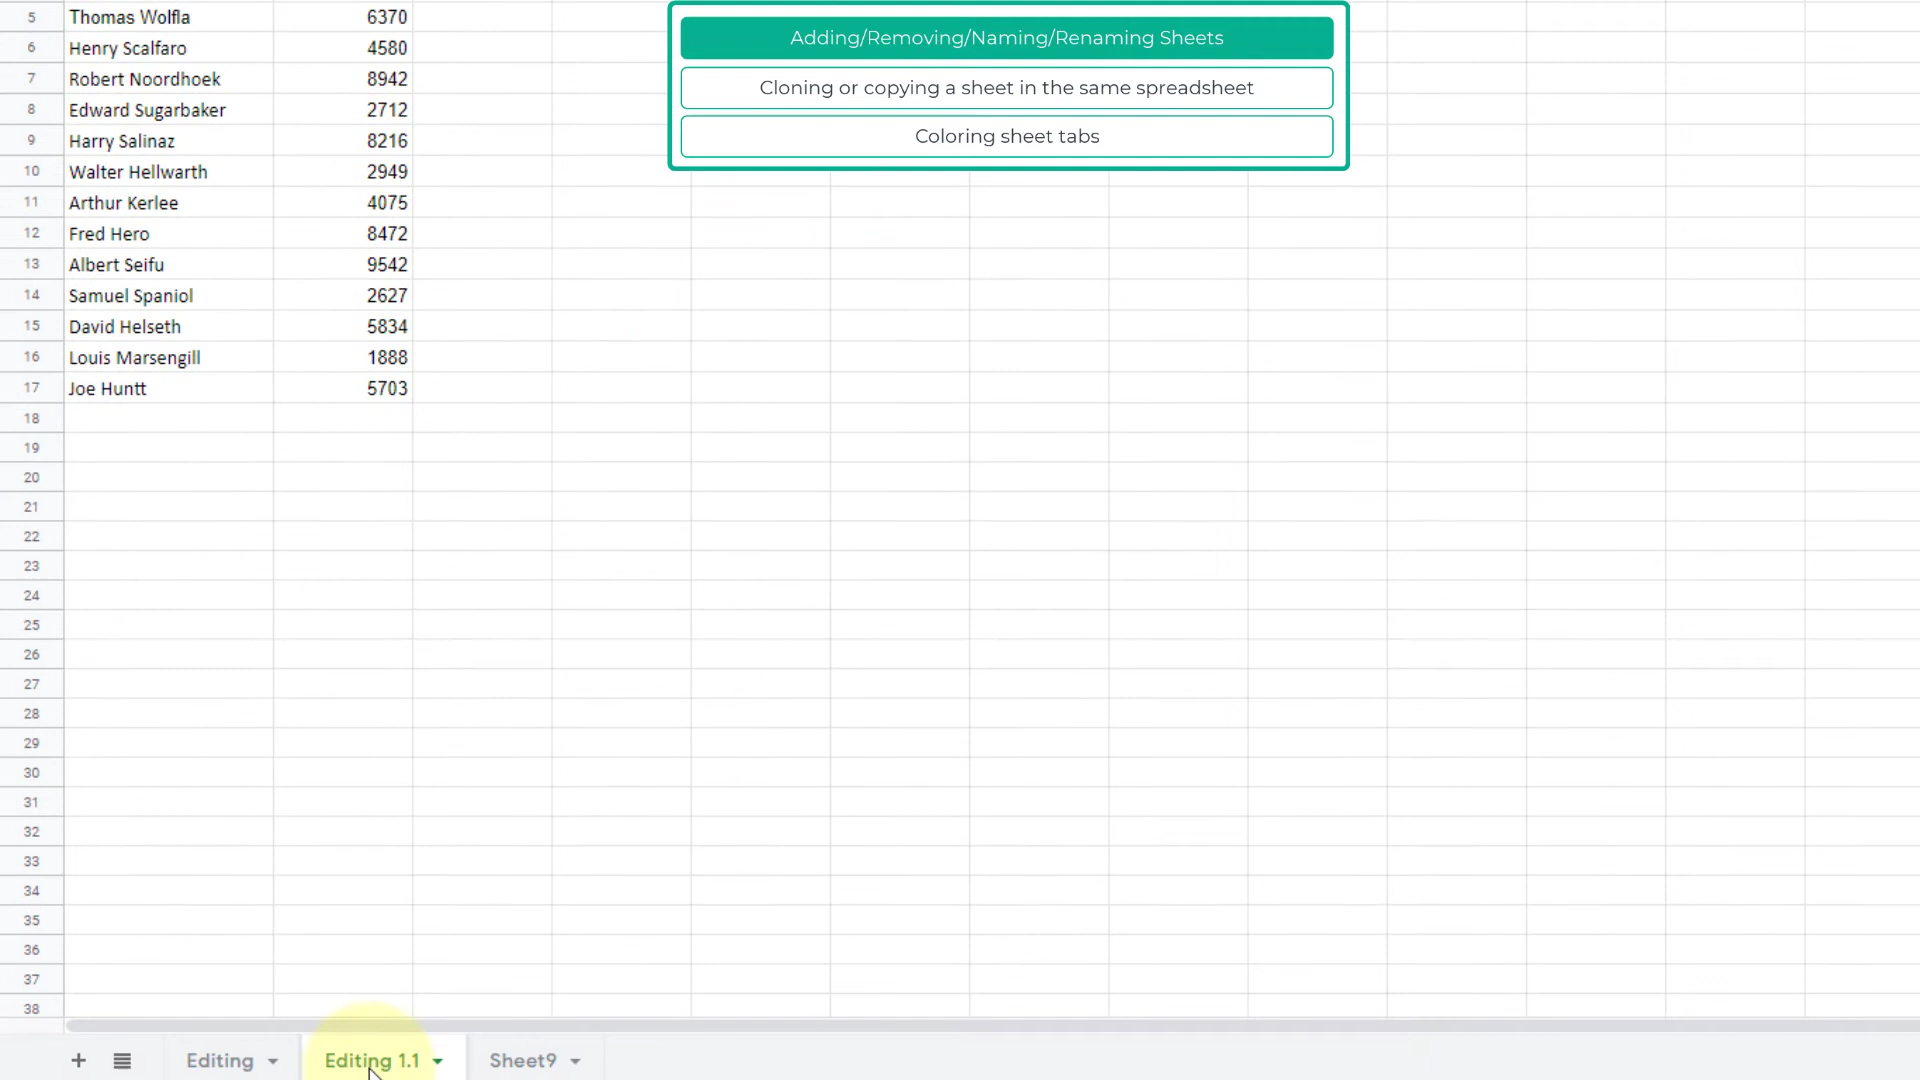 Adding/Removing/Naming/Renaming Sheets
Cloning or copying a sheet in the same spreadsheet
Coloring sheet tabs
5 Thomas Wolfla 6370
6 Henry Scalfaro 4580
7 Robert Noordhoek 8942
8 Edward Sugarbaker 2712
9 Harry Salinaz 8216
10 Walter Hellwarth 2949
11 Arthur Kerlee 4075
12 Fred Hero 8472
13 Albert Seifu 9542
14 Samuel Spaniol 2627
15 David Helseth 5834
16 Louis Marsengill 1888
17 Joe Huntt 5703
18
19
20
21
22
23
24
25
26
27
28
29
30
31
32
33
34
35
36
37
38
Editing Editing 1.1 Sheet9